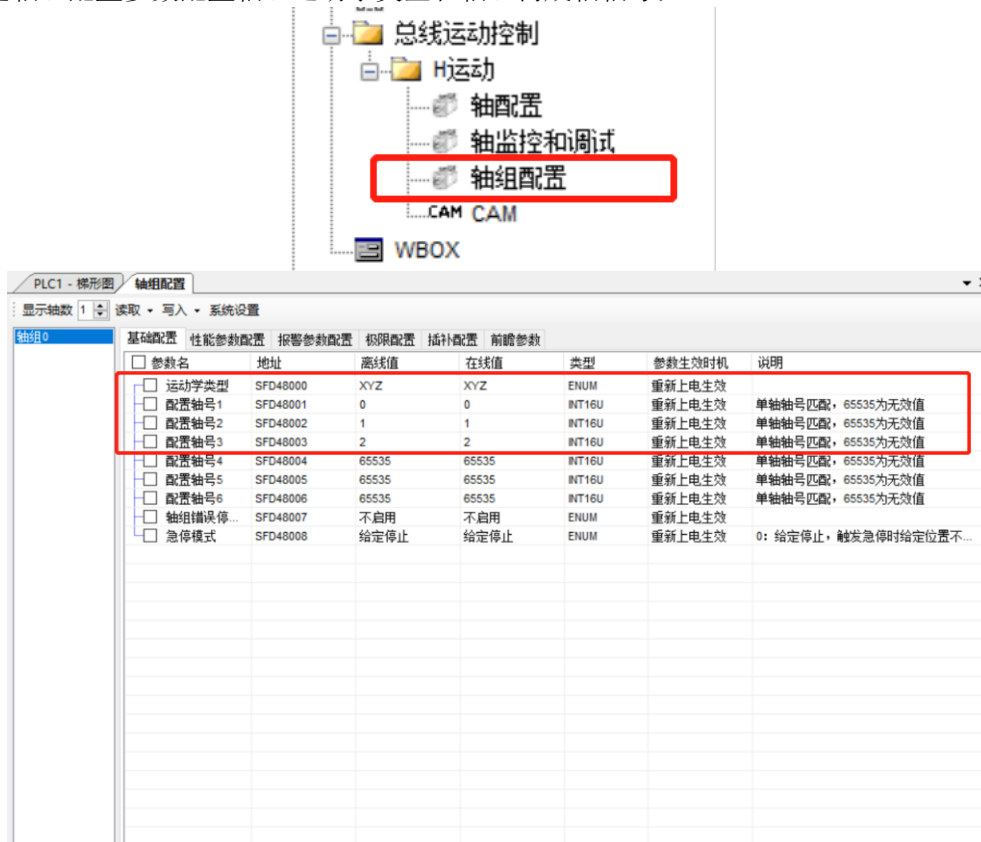 总线运动控制
H运动
轴配置
轴监控和调试
轴组配置
CAM CAM
WBOX
PLC1 - 梯形图 轴组配置
显示轴数 1 读取 写入 系统设置
轴组0
基础配置 性能参数配置 报警参数配置 极限配置 插补配置 前瞻参数
参数名 地址 离线值 在线值 类型 参数生效时机 说明
运动学类型 SFD48000 XYZ XYZ ENUM 重新上电生效
配置轴号1 SFD48001 0 0 INT16U 重新上电生效 单轴轴号匹配，65535为无效值
配置轴号2 SFD48002 1 1 INT16U 重新上电生效 单轴轴号匹配，65535为无效值
配置轴号3 SFD48003 2 2 INT16U 重新上电生效 单轴轴号匹配，65535为无效值
配置轴号4 SFD48004 65535 65535 INT16U 重新上电生效 单轴轴号匹配，65535为无效值
配置轴号5 SFD48005 65535 65535 INT16U 重新上电生效 单轴轴号匹配，65535为无效值
配置轴号6 SFD48006 65535 65535 INT16U 重新上电生效 单轴轴号匹配，65535为无效值
轴组错误停... SFD48007 不启用 不启用 ENUM 重新上电生效
急停模式 SFD48008 给定停止 给定停止 ENUM 重新上电生效 0：给定停止，触发急停时给定位置不...